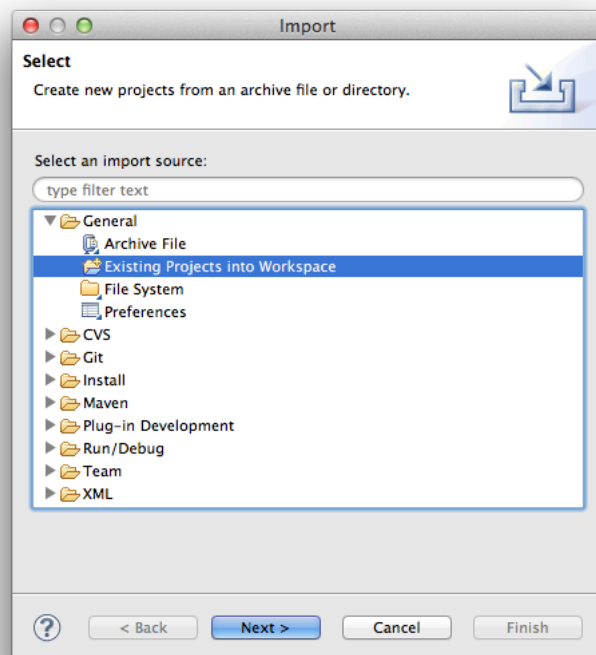 Import
Select
Create new projects from an archive file or directory.
Select an import source:
type filter text
General
Archive File
Existing Projects into Workspace
File System
Preferences
CVS
Git
Install
Maven
Plug-in Development
Run/Debug
Team
XML
? < Back Next > Cancel Finish